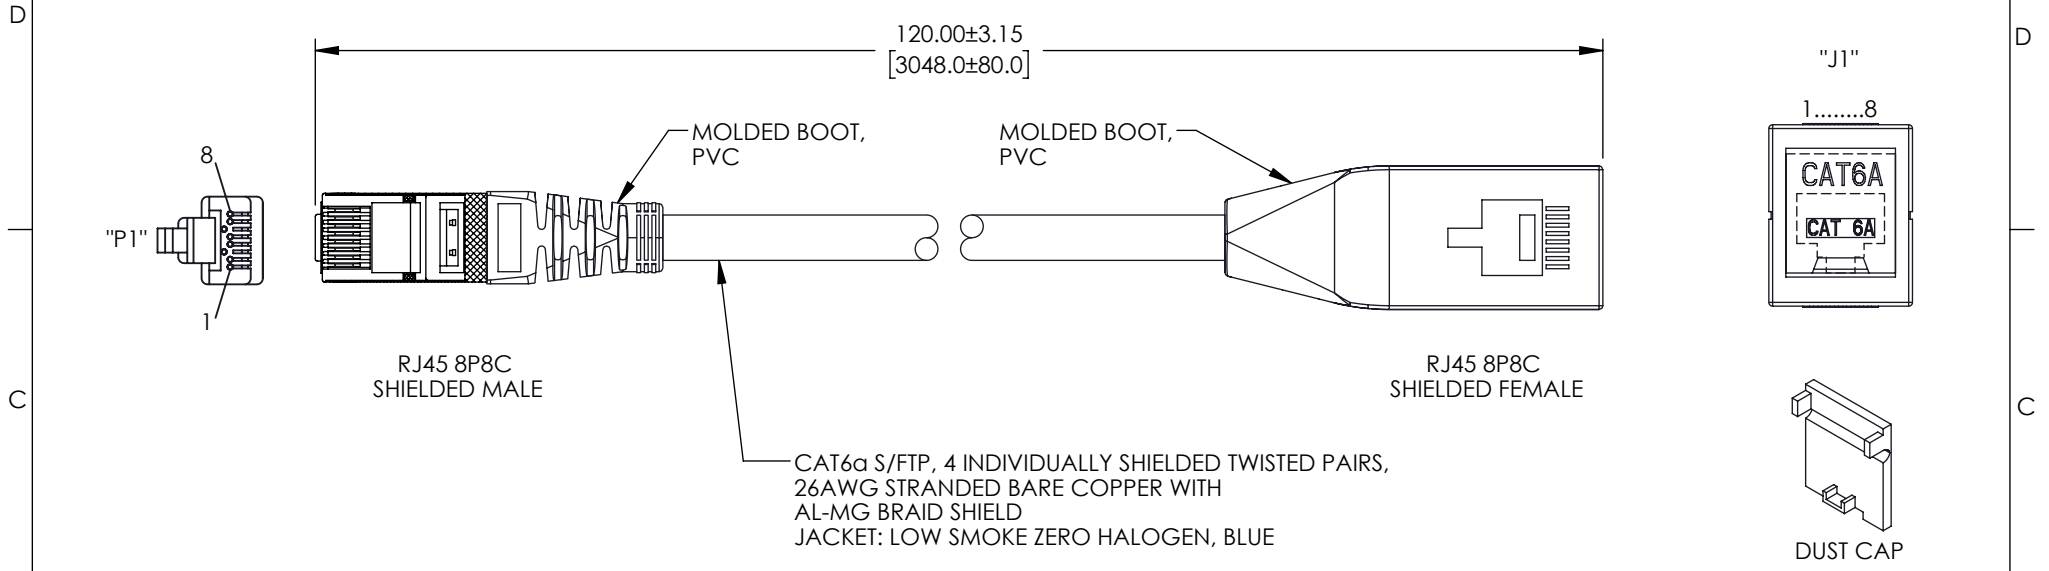 D
D
120.00±3.15
[3048.0±80.0]
"J1"
1........8
MOLDED BOOT,
PVC
MOLDED BOOT,
PVC
8
CAT6A
"P1"
CAT 6A
1
RJ45 8P8C
SHIELDED MALE
RJ45 8P8C
SHIELDED FEMALE
C
C
CAT6a S/FTP, 4 INDIVIDUALLY SHIELDED TWISTED PAIRS,
26AWG STRANDED BARE COPPER WITH
AL-MG BRAID SHIELD
JACKET: LOW SMOKE ZERO HALOGEN, BLUE
DUST CAP